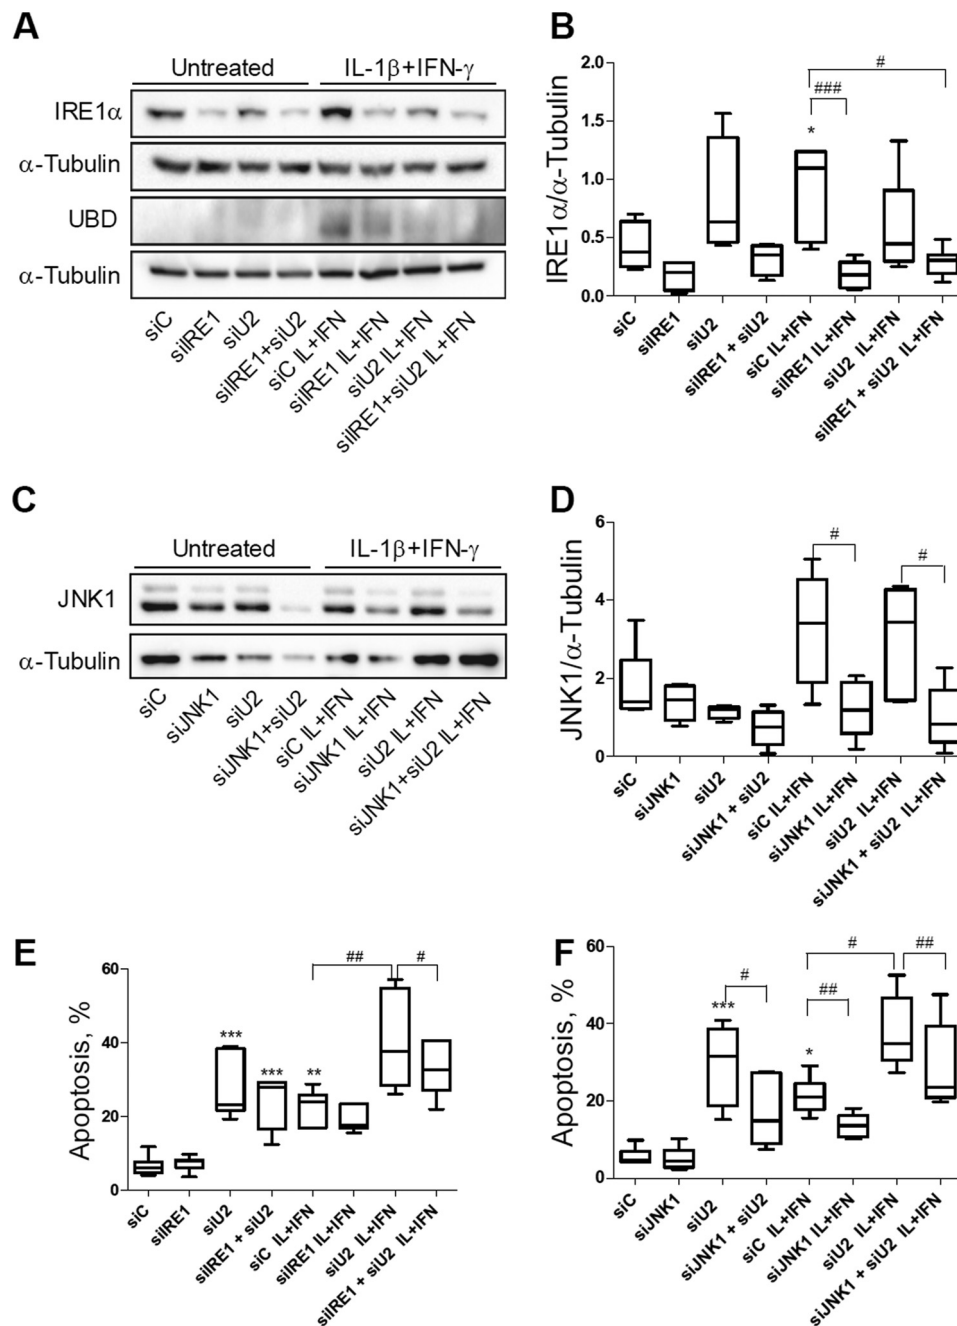 A
Untreated
IL-1β+IFN-γ
IRE1α
α-Tubulin
UBD
α-Tubulin
siC
siIRE1
siU2
siIRE1+siU2
siC IL+IFN
siIRE1 IL+IFN
siU2 IL+IFN
siIRE1+siU2 IL+IFN
B
IRE1α/α-Tubulin
2.0
1.5
1.0
0.5
0.0
#
###
*
siC
siIRE1
siU2
siIRE1 + siU2
siC IL+IFN
siIRE1 IL+IFN
siU2 IL+IFN
siIRE1 + siU2 IL+IFN
C
Untreated
IL-1β+IFN-γ
JNK1
α-Tubulin
siC
siJNK1
siU2
siJNK1+siU2
siC IL+IFN
siJNK1 IL+IFN
siU2 IL+IFN
siJNK1+siU2 IL+IFN
D
JNK1/α-Tubulin
6
4
2
0
#
#
siC
siJNK1
siU2
siJNK1 + siU2
siC IL+IFN
siJNK1 IL+IFN
siU2 IL+IFN
siJNK1 + siU2 IL+IFN
E
Apoptosis, %
60
40
20
0
##
#
***
***
**
siC
siIRE1
siU2
siIRE1 + siU2
siC IL+IFN
siIRE1 IL+IFN
siU2 IL+IFN
siIRE1 + siU2 IL+IFN
F
Apoptosis, %
60
40
20
0
#
##
#
##
***
*
siC
siJNK1
siU2
siJNK1 + siU2
siC IL+IFN
siJNK1 IL+IFN
siU2 IL+IFN
siJNK1 + siU2 IL+IFN